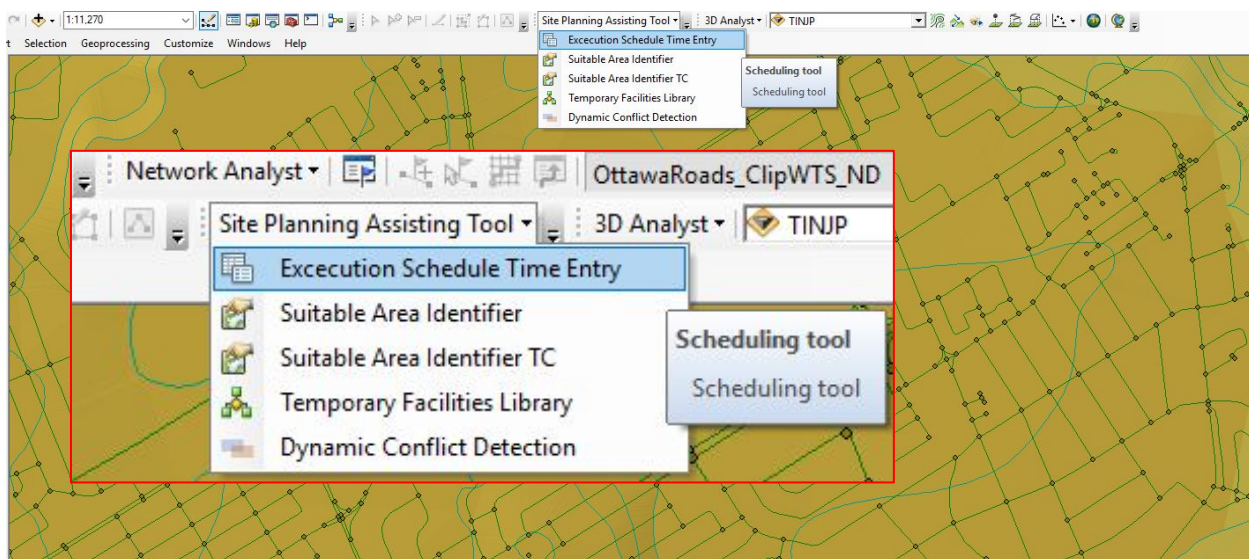 1:11.270
Site Planning Assisting Tool
3D Analyst
TINJP
t Selection Geoprocessing Customize Windows Help
Excecution Schedule Time Entry
Suitable Area Identifier
Suitable Area Identifier TC
Temporary Facilities Library
Dynamic Conflict Detection
Scheduling tool
Scheduling tool
Network Analyst
OttawaRoads_ClipWTS_ND
Site Planning Assisting Tool
3D Analyst
TINJP
Excecution Schedule Time Entry
Suitable Area Identifier
Suitable Area Identifier TC
Temporary Facilities Library
Dynamic Conflict Detection
Scheduling tool
Scheduling tool